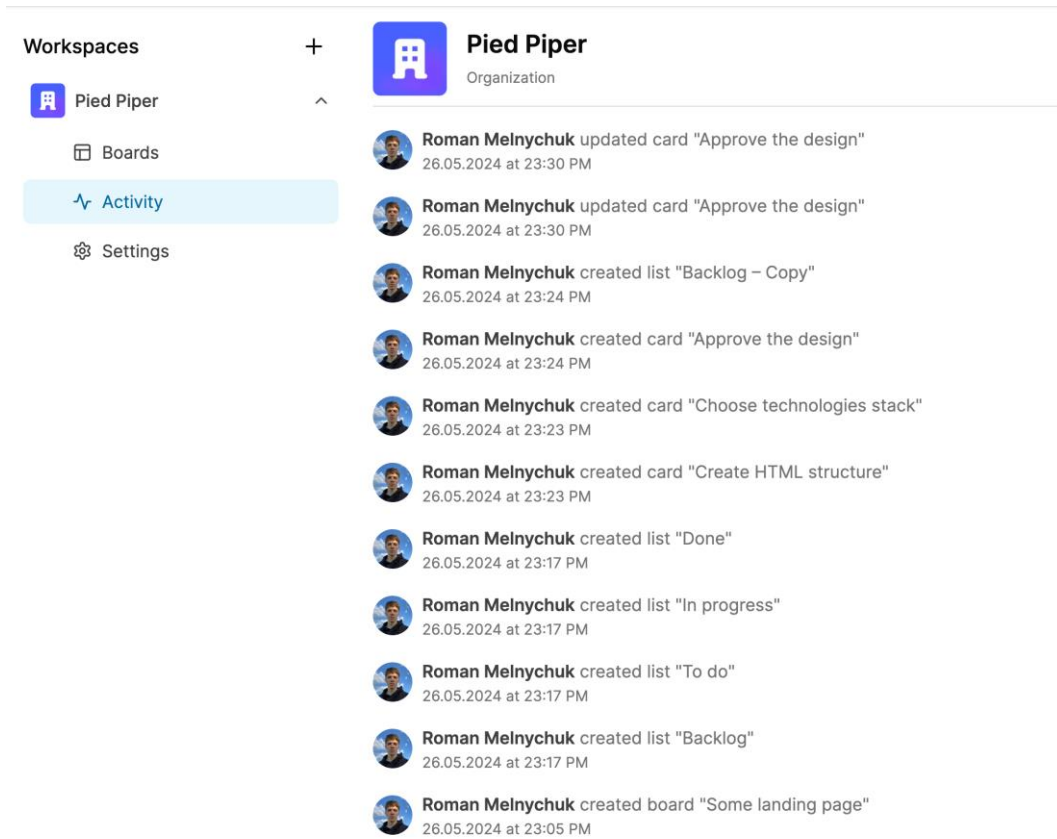 Workspaces
Pied Piper
Boards
Activity
Settings
Pied Piper
Organization
Roman Melnychuk updated card "Approve the design"
26.05.2024 at 23:30 PM
Roman Melnychuk updated card "Approve the design"
26.05.2024 at 23:30 PM
Roman Melnychuk created list "Backlog – Copy"
26.05.2024 at 23:24 PM
Roman Melnychuk created card "Approve the design"
26.05.2024 at 23:24 PM
Roman Melnychuk created card "Choose technologies stack"
26.05.2024 at 23:23 PM
Roman Melnychuk created card "Create HTML structure"
26.05.2024 at 23:23 PM
Roman Melnychuk created list "Done"
26.05.2024 at 23:17 PM
Roman Melnychuk created list "In progress"
26.05.2024 at 23:17 PM
Roman Melnychuk created list "To do"
26.05.2024 at 23:17 PM
Roman Melnychuk created list "Backlog"
26.05.2024 at 23:17 PM
Roman Melnychuk created board "Some landing page"
26.05.2024 at 23:05 PM